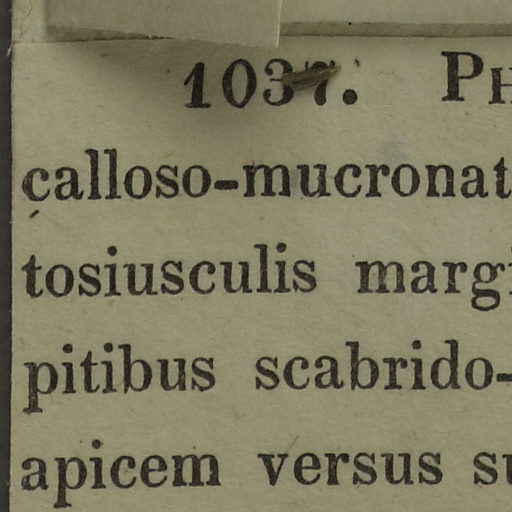 1037. PH
calloso-mucronat
tosiusculis margi
pitibus scabrido-
apicem versus su